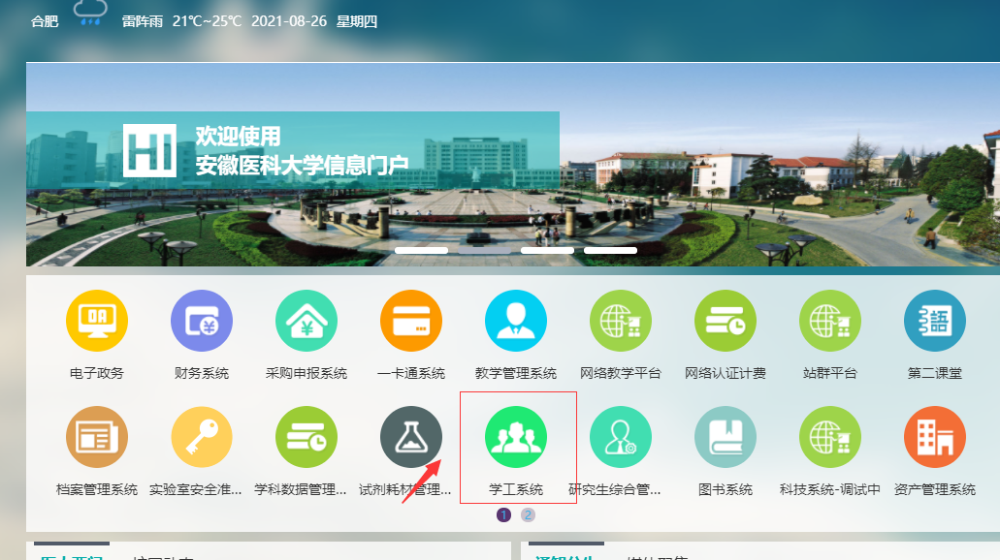 合肥 雷阵雨 21℃~25℃ 2021-08-26 星期四
欢迎使用
安徽医科大学信息门户
DA
电子政务 财务系统 采购申报系统 一卡通系统 教学管理系统 网络教学平台 网络认证计费 站群平台 第二课堂
語
档案管理系统 实验室安全准... 学科数据管理... 试剂耗材管理... 学工系统 研究生综合管... 图书系统 科技系统-调试中 资产管理系统
1 2